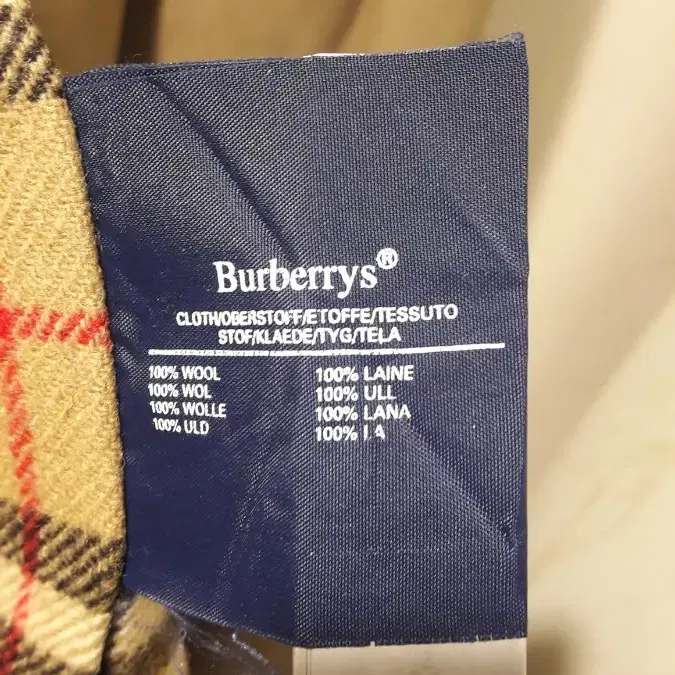 Burberrys®
CLOTH/OBERSTOFF/ETOFFE/TESSUTO
STOF/KLAEDE/TYG/TELA
100% WOOL
100% WOL
100% WOLLE
100% ULD
100% LAINE
100% ULL
100% LANA
100%